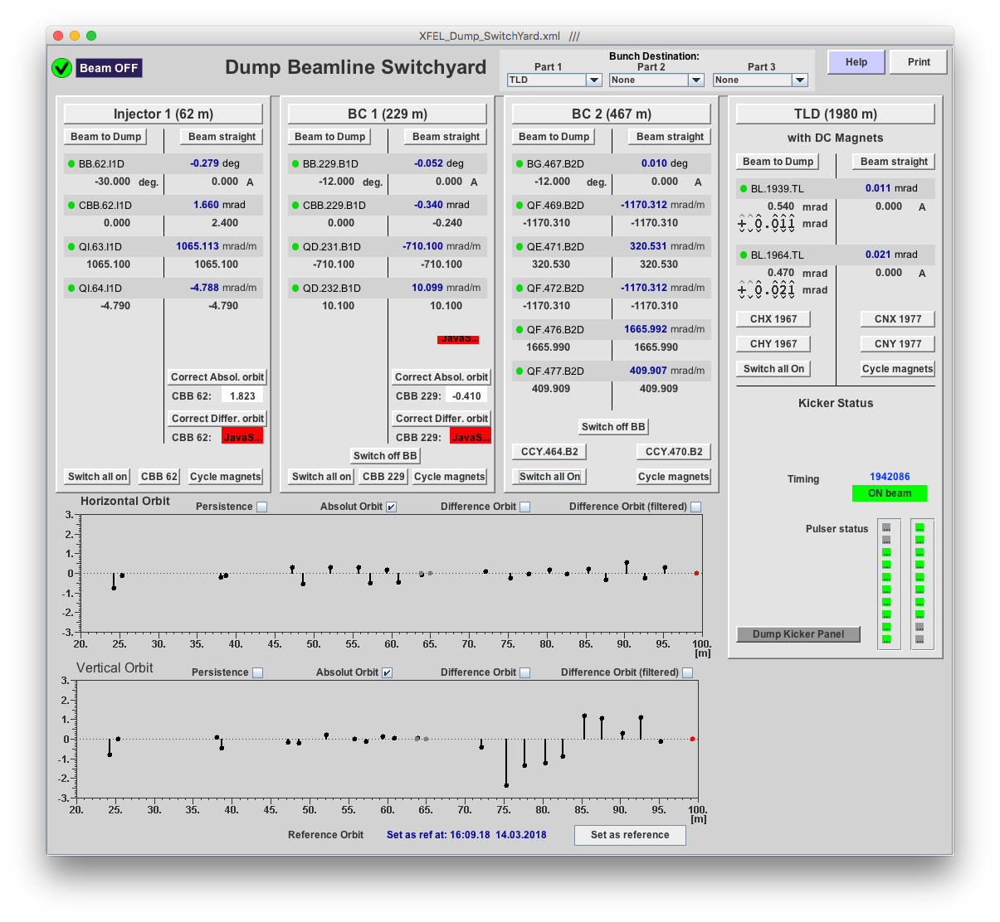 XFEL_Dump_SwitchYard.xml ///
Beam OFF
Dump Beamline Switchyard
Bunch Destination:
Part 1 Part 2 Part 3
TLD None None
Help Print
Injector 1 (62 m)
Beam to Dump Beam straight
BB.62.I1D -0.279 deg
-30.000 deg. 0.000 A
CBB.62.I1D 1.660 mrad
0.000 2.400
QI.63.I1D 1065.113 mrad/m
1065.100 1065.100
QI.64.I1D -4.788 mrad/m
-4.790 -4.790
Correct Absol. orbit
CBB 62: 1.823
Correct Differ. orbit
CBB 62: JavaS...
Switch all on CBB 62 Cycle magnets
BC 1 (229 m)
Beam to Dump Beam straight
BB.229.B1D -0.052 deg
-12.000 deg. 0.000 A
CBB.229.B1D -0.340 mrad
0.000 -0.240
QD.231.B1D -710.100 mrad/m
-710.100 -710.100
QD.232.B1D 10.099 mrad/m
10.100 10.100
JavaS...
Correct Absol. orbit
CBB 229: -0.410
Correct Differ. orbit
CBB 229: JavaS...
Switch off BB
Switch all on CBB 229 Cycle magnets
BC 2 (467 m)
Beam to Dump Beam straight
BG.467.B2D 0.010 deg
-12.000 deg. 0.000 A
QF.469.B2D -1170.312 mrad/m
-1170.310 -1170.310
QE.471.B2D 320.531 mrad/m
320.530 320.530
QF.472.B2D -1170.312 mrad/m
-1170.310 -1170.310
QF.476.B2D 1665.992 mrad/m
1665.990 1665.990
QF.477.B2D 409.907 mrad/m
409.909 409.909
Switch off BB
CCY.464.B2 CCY.470.B2
Switch all On Cycle magnets
TLD (1980 m)
with DC Magnets
Beam to Dump Beam straight
BL.1939.TL 0.011 mrad
0.540 mrad 0.000 A
+ 0.011 mrad
BL.1964.TL 0.021 mrad
0.470 mrad 0.000 A
+ 0.021 mrad
CHX 1967 CNX 1977
CHY 1967 CNY 1977
Switch all On Cycle magnets
Kicker Status
Timing 1942086
ON beam
Pulser status
... ...
... ...
... ...
... ...
... ...
... ...
... ...
... ...
... ...
... ...
Dump Kicker Panel
Horizontal Orbit Persistence Absolut Orbit Difference Orbit Difference Orbit (filtered)
3.
2.
1.
0
-1.
-2.
-3.
20. 25. 30. 35. 40. 45. 50. 55. 60. 65. 70. 75. 80. 85. 90. 95. 100.
[m]
Vertical Orbit Persistence Absolut Orbit Difference Orbit Difference Orbit (filtered)
3.
2.
1.
0
-1.
-2.
-3.
20. 25. 30. 35. 40. 45. 50. 55. 60. 65. 70. 75. 80. 85. 90. 95. 100.
[m]
Reference Orbit Set as ref at: 16:09.18 14.03.2018 Set as reference